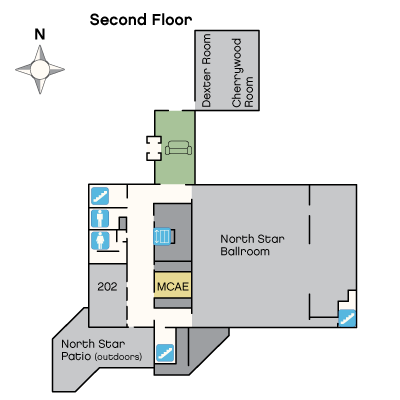 Second Floor
N
Dexter Room
Cherrywood
Room
North Star
Ballroom
202
MCAE
North Star
Patio (outdoors)